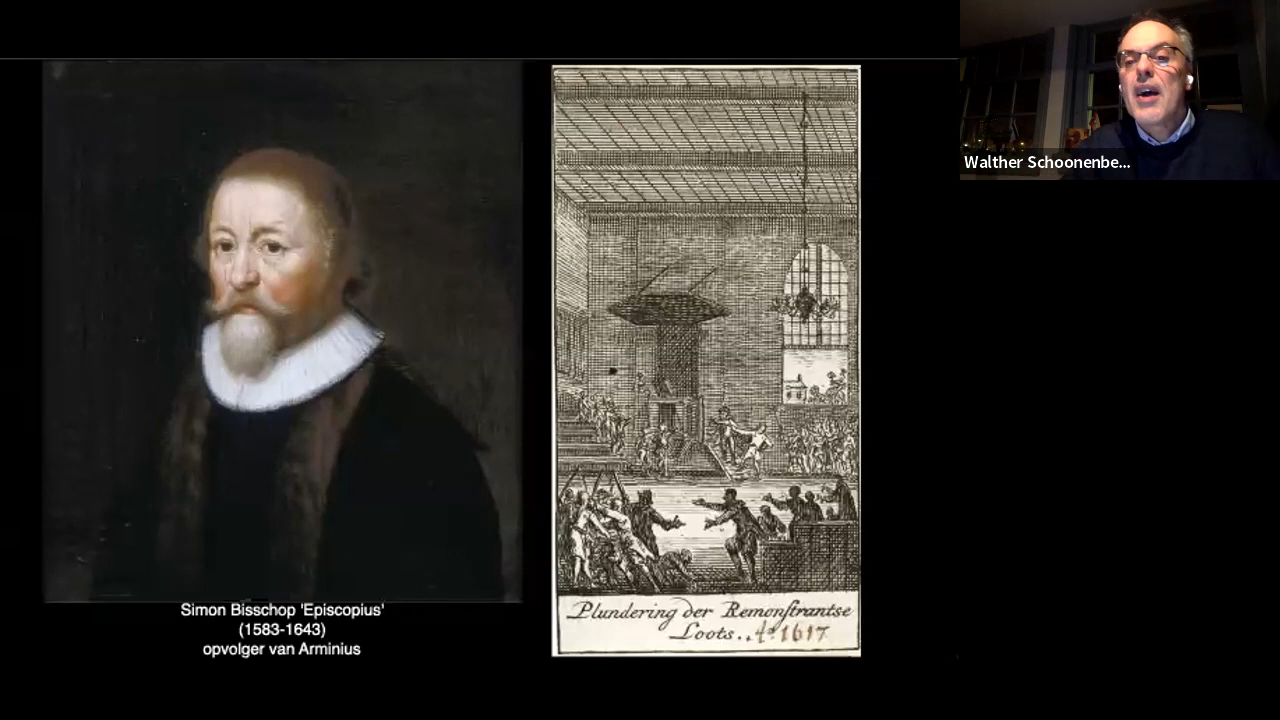 Walther Schoonenbe...
Simon Bisschop 'Episcopius'
(1583-1643)
opvolger van Arminius
Plundering der Remonſtrantse
Loots. . Ao. 1617